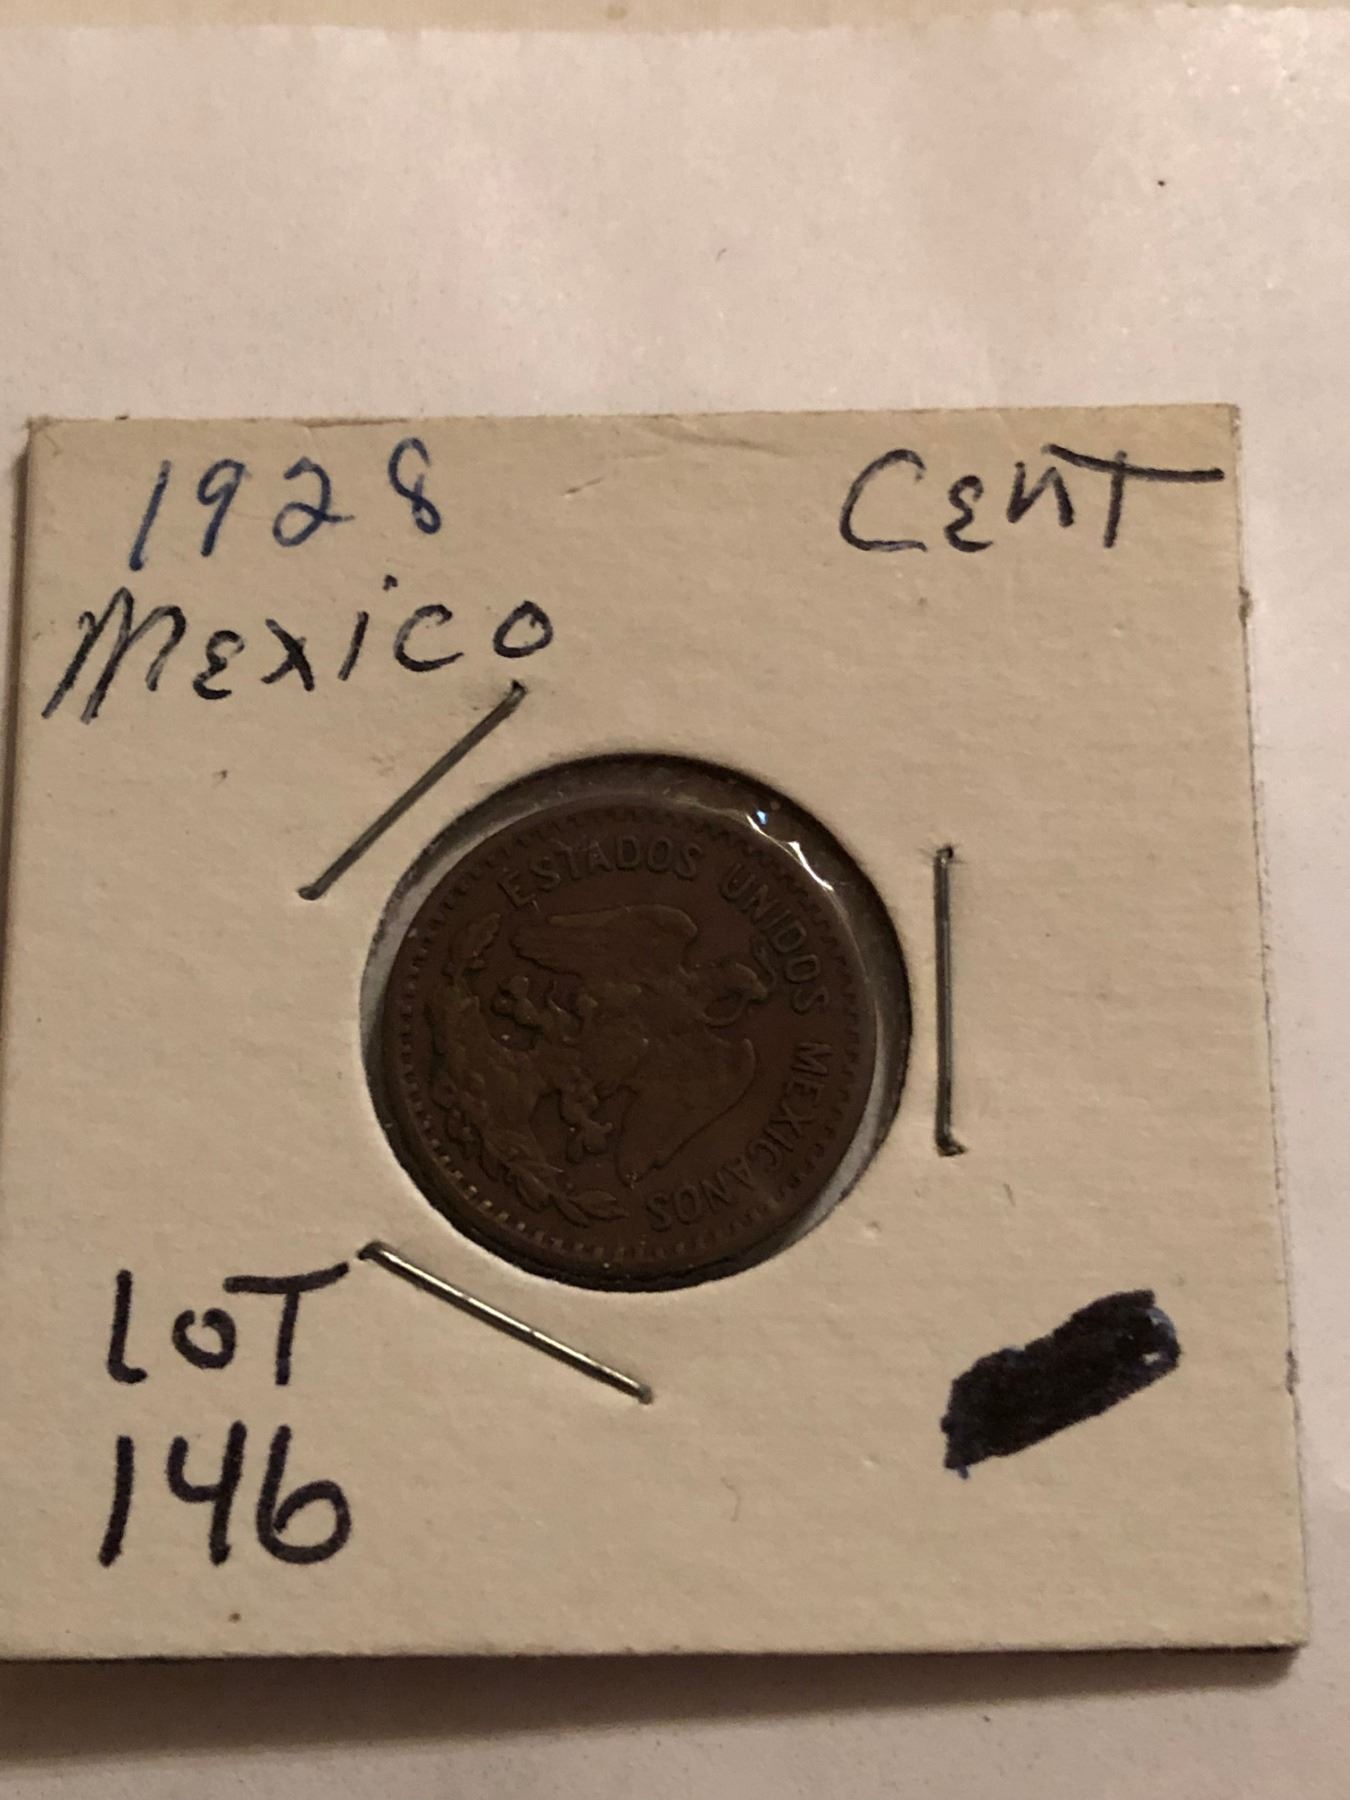 1928
Mexico
Cent
ESTADOS UNIDOS MEXICANOS
LOT
146